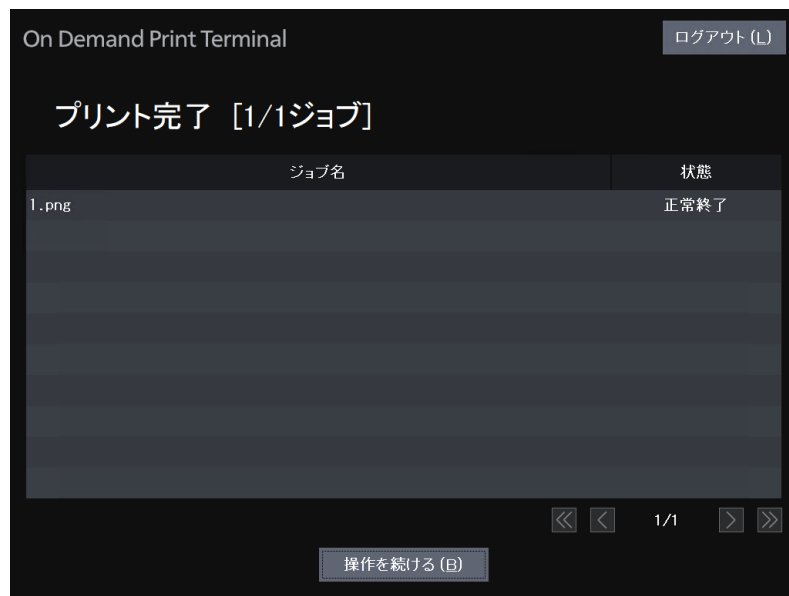 On Demand Print Terminal
ログアウト(L)
プリント完了 [1/1ジョブ]
ジョブ名 状態
1.png 正常終了
1/1
操作を続ける(B)